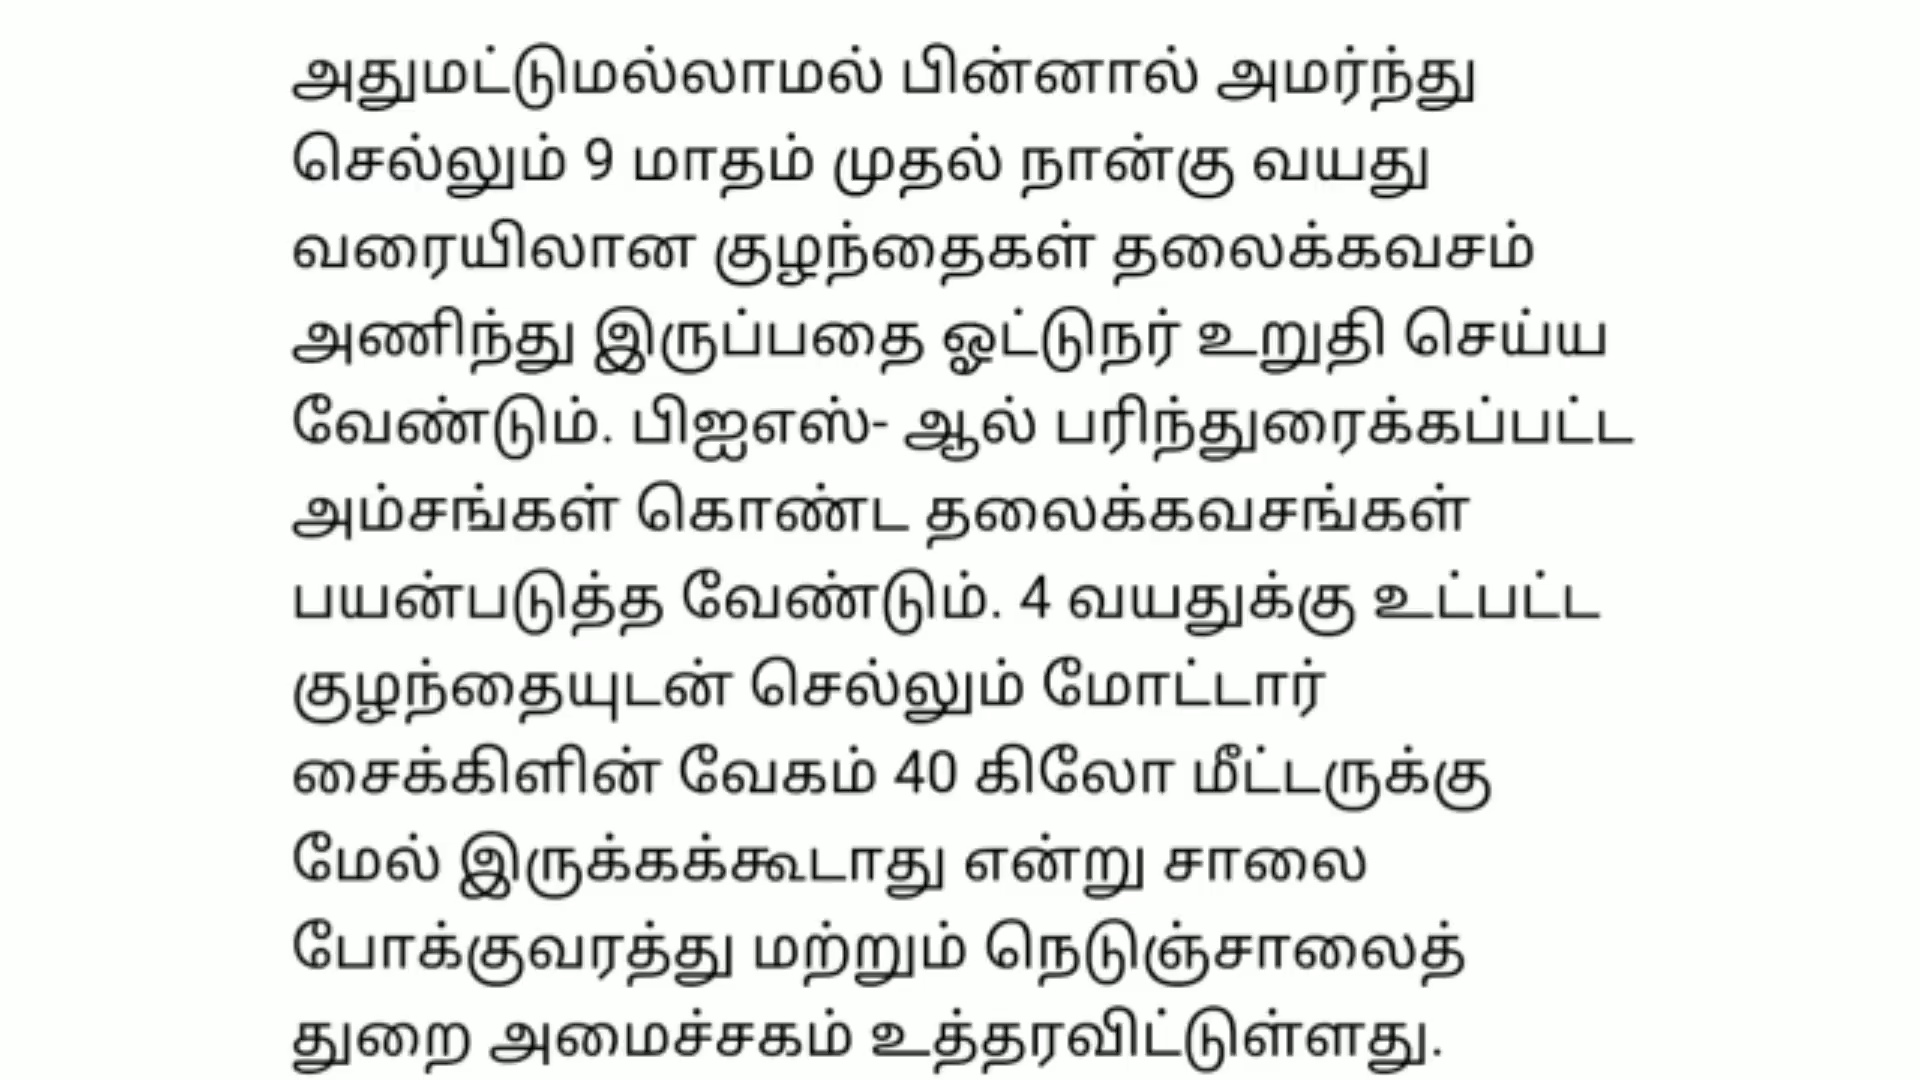 அதுமட்டுமல்லாமல் பின்னால் அமர்ந்து
செல்லும் 9 மாதம் முதல் நான்கு வயது
வரையிலான குழந்தைகள் தலைக்கவசம்
அணிந்து இருப்பதை ஓட்டுநர் உறுதி செய்ய
வேண்டும். பிஐஎஸ்- ஆல் பரிந்துரைக்கப்பட்ட
அம்சங்கள் கொண்ட தலைக்கவசங்கள்
பயன்படுத்த வேண்டும். 4 வயதுக்கு உட்பட்ட
குழந்தையுடன் செல்லும் மோட்டார்
சைக்கிளின் வேகம் 40 கிலோ மீட்டருக்கு
மேல் இருக்கக்கூடாது என்று சாலை
போக்குவரத்து மற்றும் நெடுஞ்சாலைத்
துறை அமைச்சகம் உத்தரவிட்டுள்ளது.